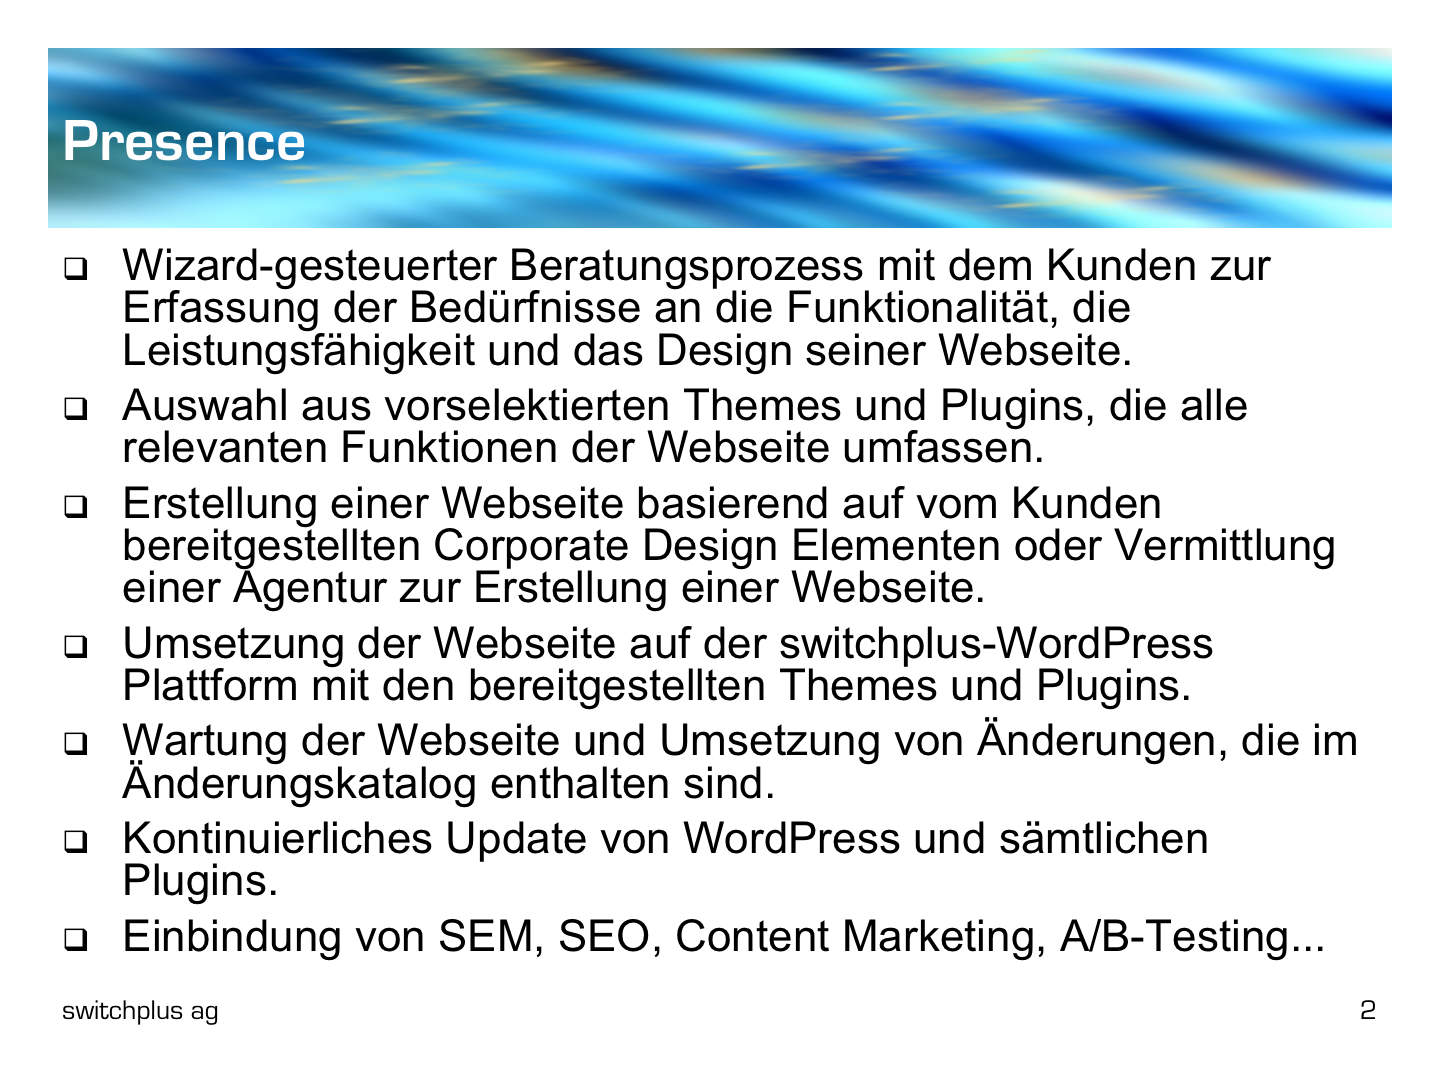 Presence
❑ Wizard-gesteuerter Beratungsprozess mit dem Kunden zur
Erfassung der Bedürfnisse an die Funktionalität, die
Leistungsfähigkeit und das Design seiner Webseite.
❑ Auswahl aus vorselektierten Themes und Plugins, die alle
relevanten Funktionen der Webseite umfassen.
❑ Erstellung einer Webseite basierend auf vom Kunden
bereitgestellten Corporate Design Elementen oder Vermittlung
einer Agentur zur Erstellung einer Webseite.
❑ Umsetzung der Webseite auf der switchplus-WordPress
Plattform mit den bereitgestellten Themes und Plugins.
❑ Wartung der Webseite und Umsetzung von Änderungen, die im
Änderungskatalog enthalten sind.
❑ Kontinuierliches Update von WordPress und sämtlichen
Plugins.
❑ Einbindung von SEM, SEO, Content Marketing, A/B-Testing...
switchplus ag 2